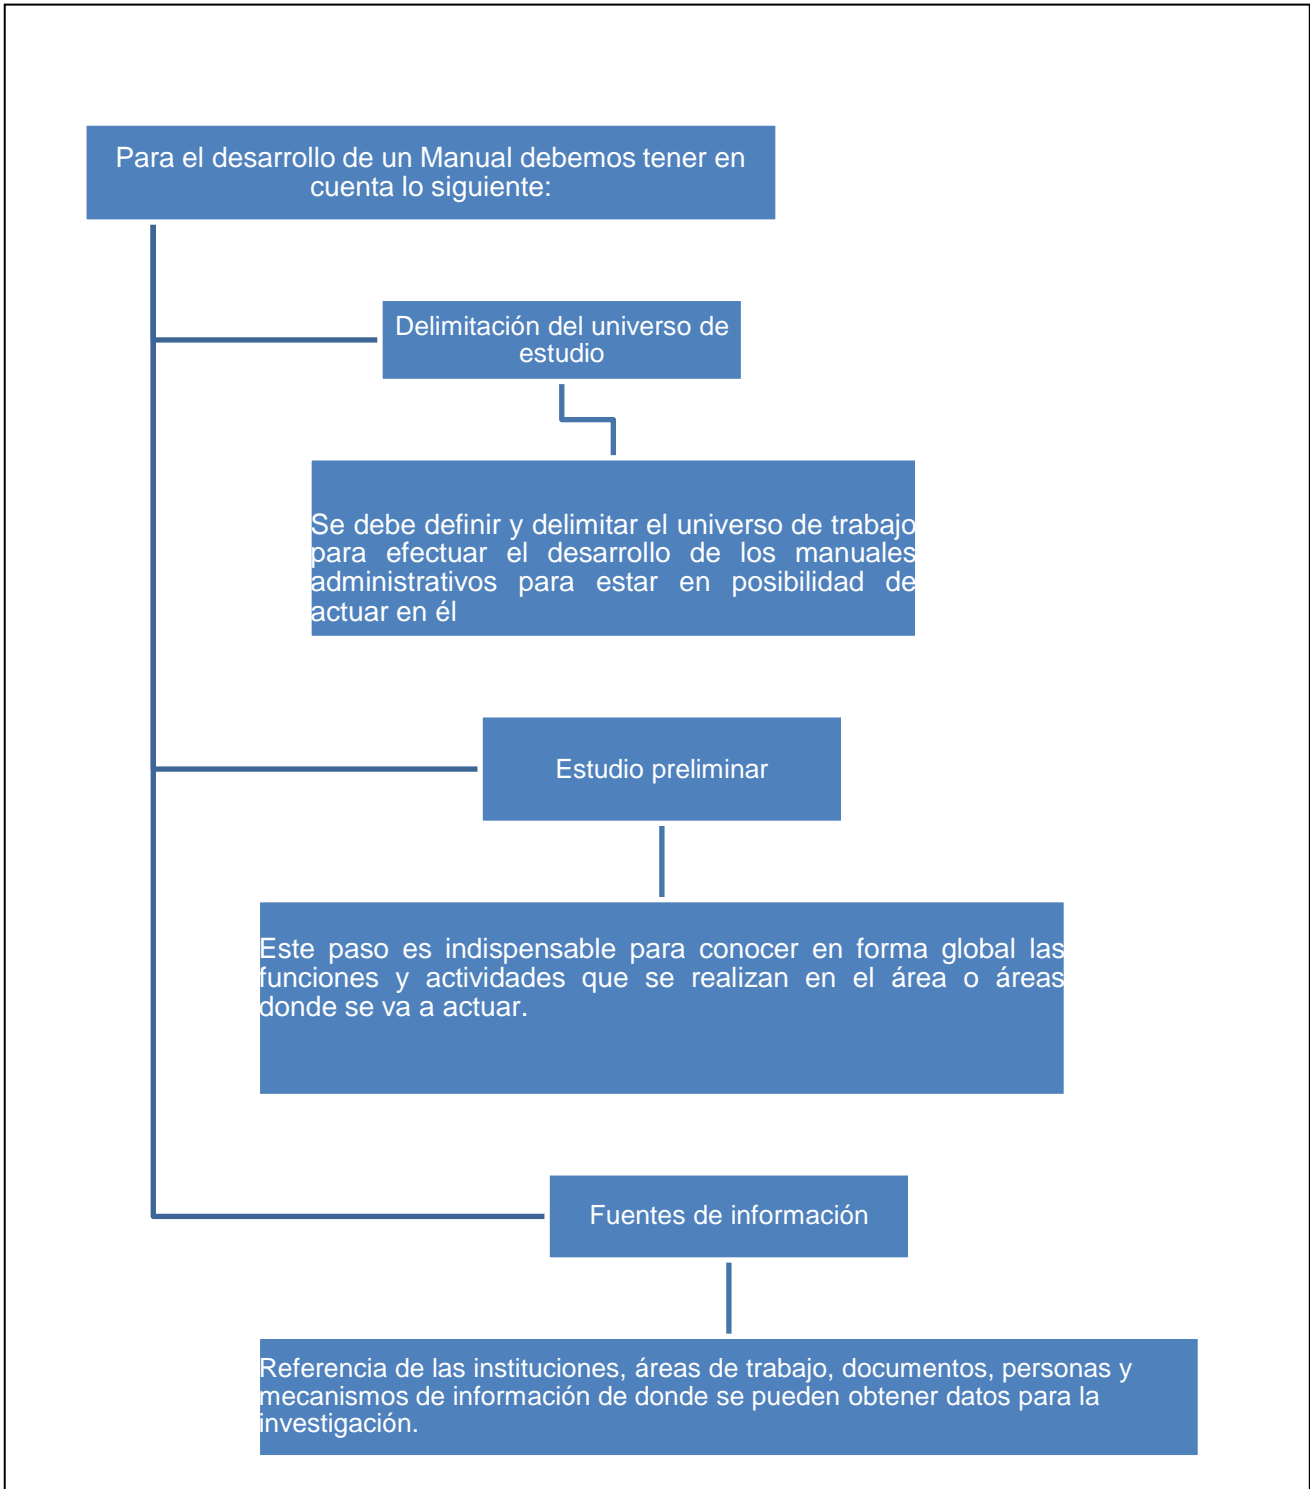 Para el desarrollo de un Manual debemos tener en
cuenta lo siguiente:
Delimitación del universo de
estudio
Se debe definir y delimitar el universo de trabajo
para efectuar el desarrollo de los manuales
administrativos para estar en posibilidad de
actuar en él
Estudio preliminar
Este paso es indispensable para conocer en forma global las
funciones y actividades que se realizan en el área o áreas
donde se va a actuar.
Fuentes de información
Referencia de las instituciones, áreas de trabajo, documentos, personas y
mecanismos de información de donde se pueden obtener datos para la
investigación.